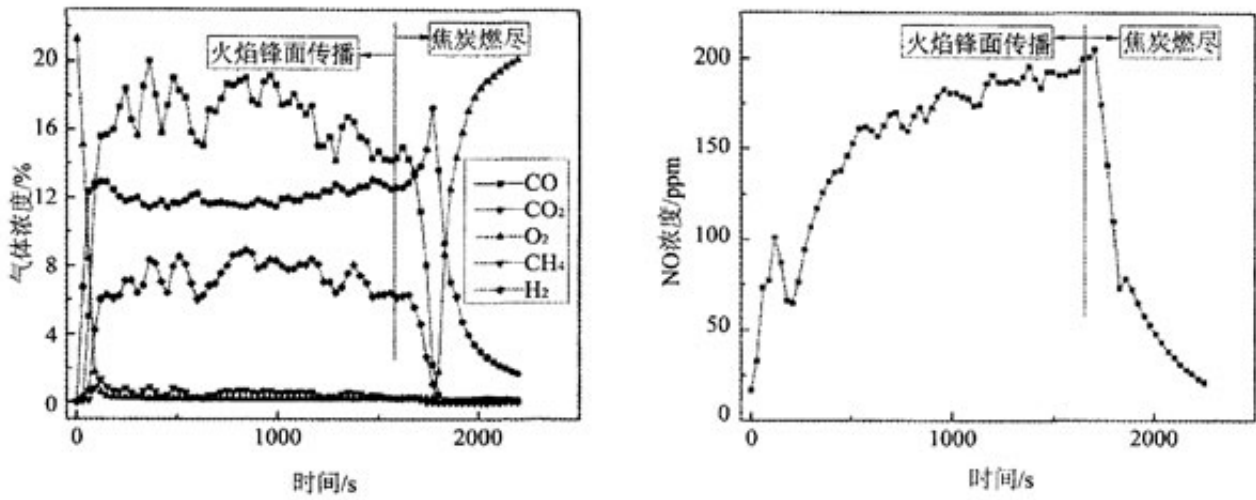 火焰锋面传播
焦炭燃尽
20
16
12
8
4
0
气体浓度/%
CO
CO₂
O₂
CH₄
H₂
0
1000
2000
时间/s
火焰锋面传播
焦炭燃尽
200
150
100
50
0
NO浓度/ppm
0
1000
2000
时间/s